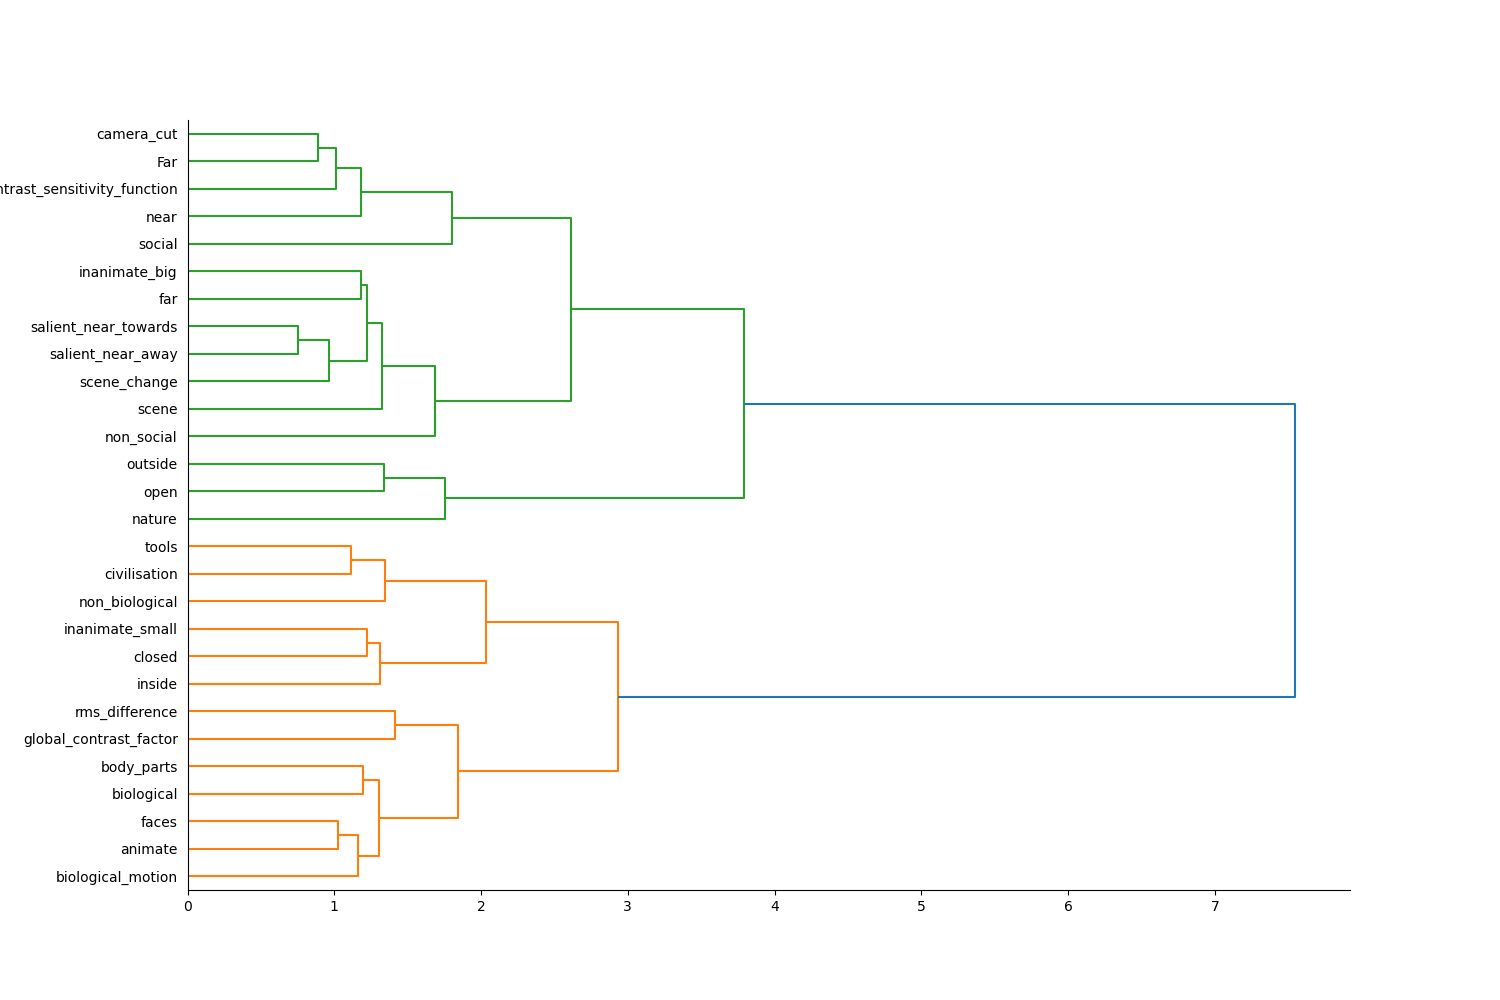 camera_cut
Far
ntrast_sensitivity_function
near
social
inanimate_big
far
salient_near_towards
salient_near_away
scene_change
scene
non_social
outside
open
nature
tools
civilisation
non_biological
inanimate_small
closed
inside
rms_difference
global_contrast_factor
body_parts
biological
faces
animate
biological_motion
0 1 2 3 4 5 6 7